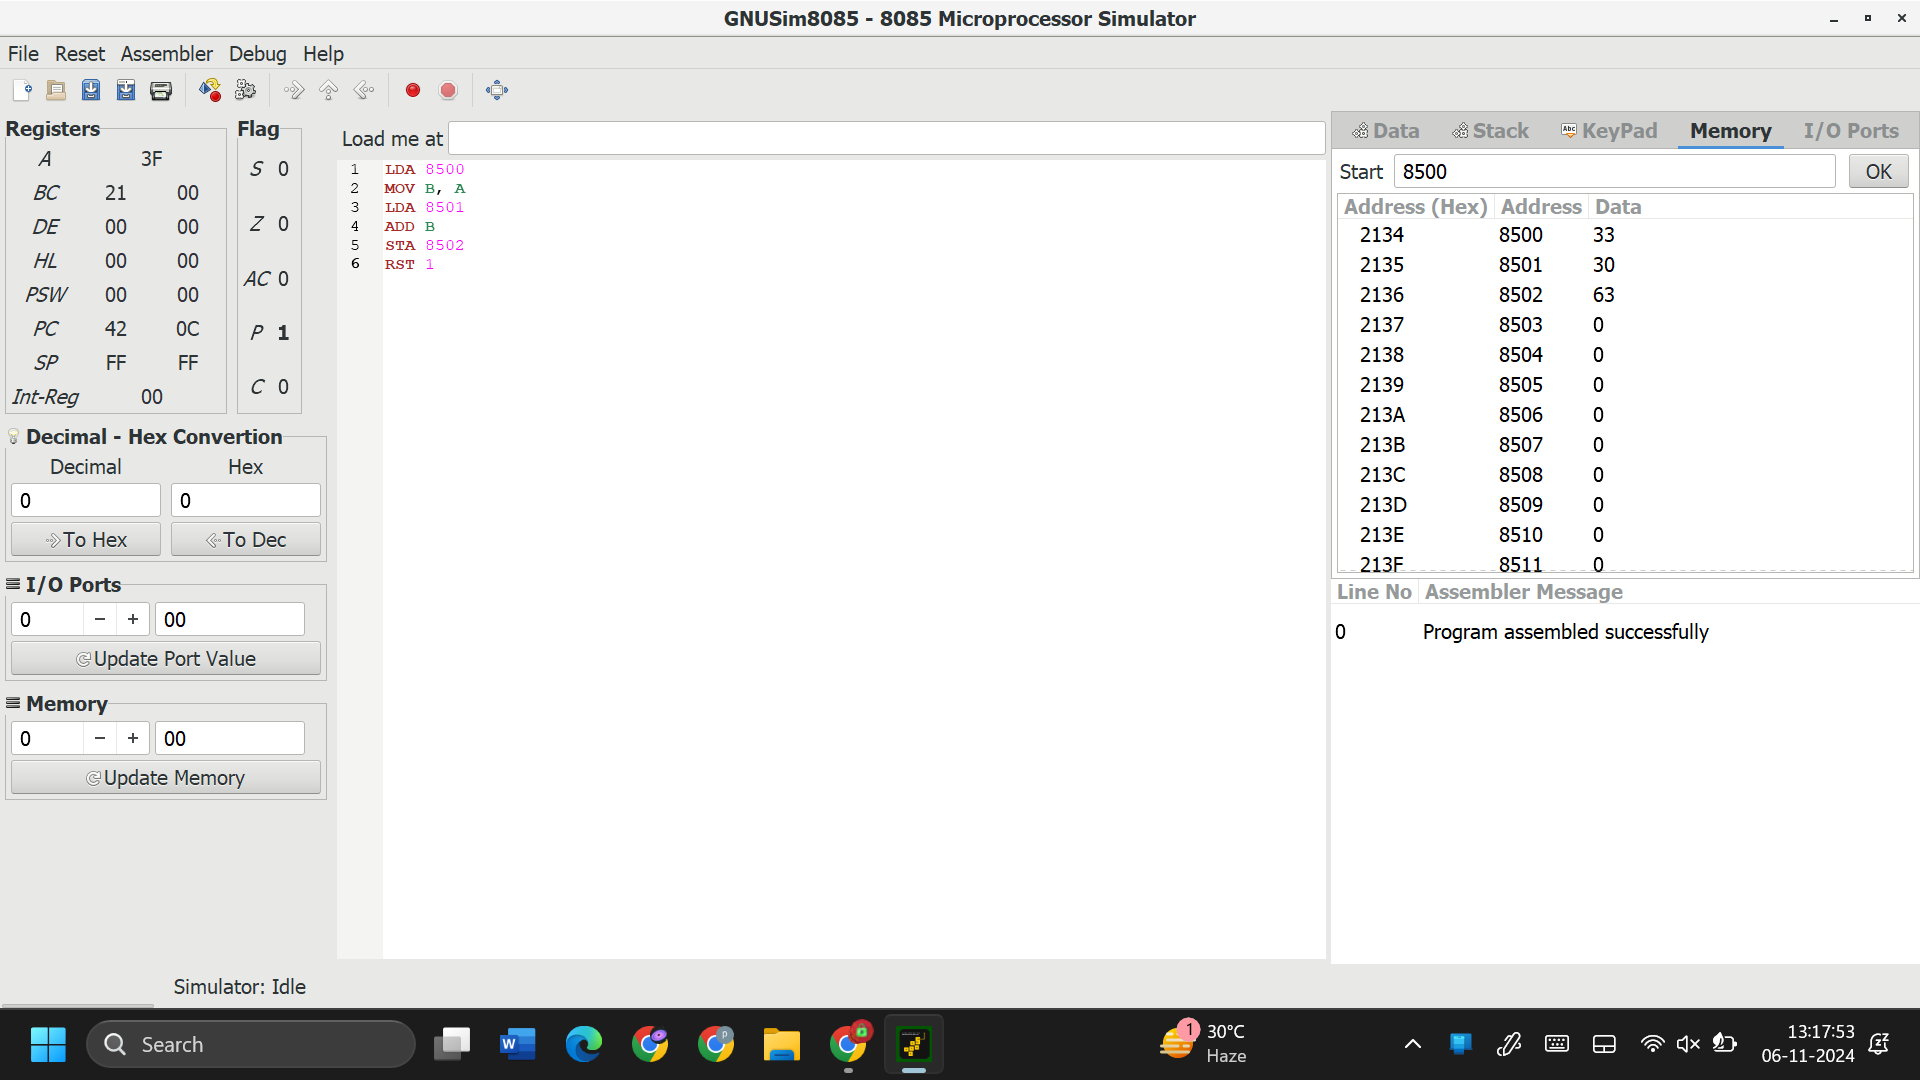 GNUSim8085 - 8085 Microprocessor Simulator
File Reset Assembler Debug Help
Registers
A 3F
BC 21 00
DE 00 00
HL 00 00
PSW 00 00
PC 42 0C
SP FF FF
Int-Reg 00
Flag
S 0
Z 0
AC 0
P 1
C 0
Decimal - Hex Convertion
Decimal Hex
0 0
To Hex To Dec
I/O Ports
0 − + 00
Update Port Value
Memory
0 − + 00
Update Memory
Simulator: Idle
Load me at
1 LDA 8500
2 MOV B, A
3 LDA 8501
4 ADD B
5 STA 8502
6 RST 1
Data Stack Abc KeyPad Memory I/O Ports
Start 8500 OK
Address (Hex) Address Data
2134 8500 33
2135 8501 30
2136 8502 63
2137 8503 0
2138 8504 0
2139 8505 0
213A 8506 0
213B 8507 0
213C 8508 0
213D 8509 0
213E 8510 0
213F 8511 0
Line No Assembler Message
0 Program assembled successfully
Search
W
P
1
30°C
Haze
13:17:53
06-11-2024